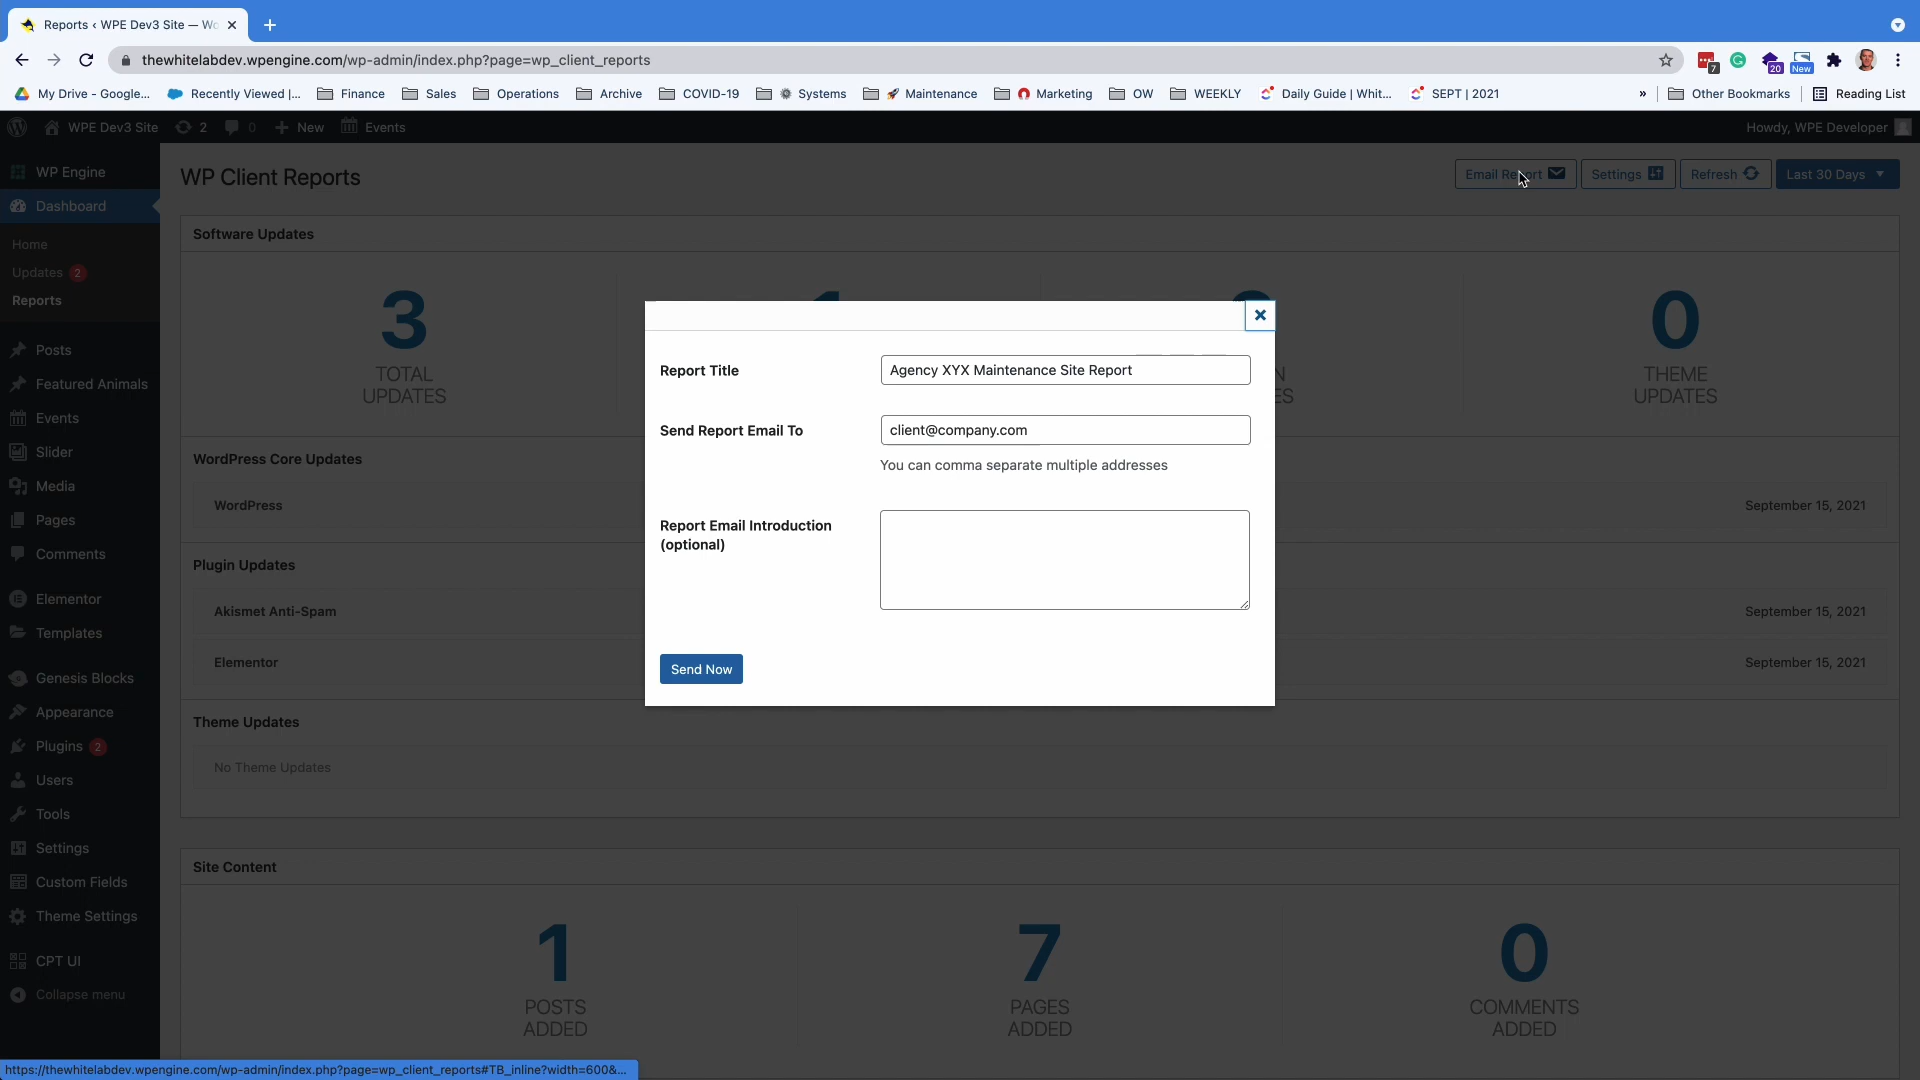 Reports ‹ WPE Dev3 Site — Wo
thewhitelabdev.wpengine.com/wp-admin/index.php?page=wp_client_reports
7
20
New
My Drive - Google...
Recently Viewed |...
Finance
Sales
Operations
Archive
COVID-19
Systems
Maintenance
Marketing
OW
WEEKLY
Daily Guide | Whit...
SEPT | 2021
»
Other Bookmarks
Reading List
WPE Dev3 Site
2
0
New
Events
Howdy, WPE Developer
WP Engine
Dashboard
Home
Updates 2
Reports
Posts
Featured Animals
Events
Slider
Media
Pages
Comments
Elementor
Templates
Genesis Blocks
Appearance
Plugins 2
Users
Tools
Settings
Custom Fields
Theme Settings
CPT UI
Collapse menu
WP Client Reports
Email Report
Settings
Refresh
Last 30 Days
Software Updates
3
TOTAL
UPDATES
0
THEME
UPDATES
WordPress Core Updates
WordPress
September 15, 2021
Plugin Updates
Akismet Anti-Spam
September 15, 2021
Elementor
September 15, 2021
Theme Updates
No Theme Updates
Site Content
1
POSTS
ADDED
7
PAGES
ADDED
0
COMMENTS
ADDED
Report Title
Agency XYX Maintenance Site Report
Send Report Email To
client@company.com
You can comma separate multiple addresses
Report Email Introduction
(optional)
Send Now
https://thewhitelabdev.wpengine.com/wp-admin/index.php?page=wp_client_reports#TB_inline?width=600&...